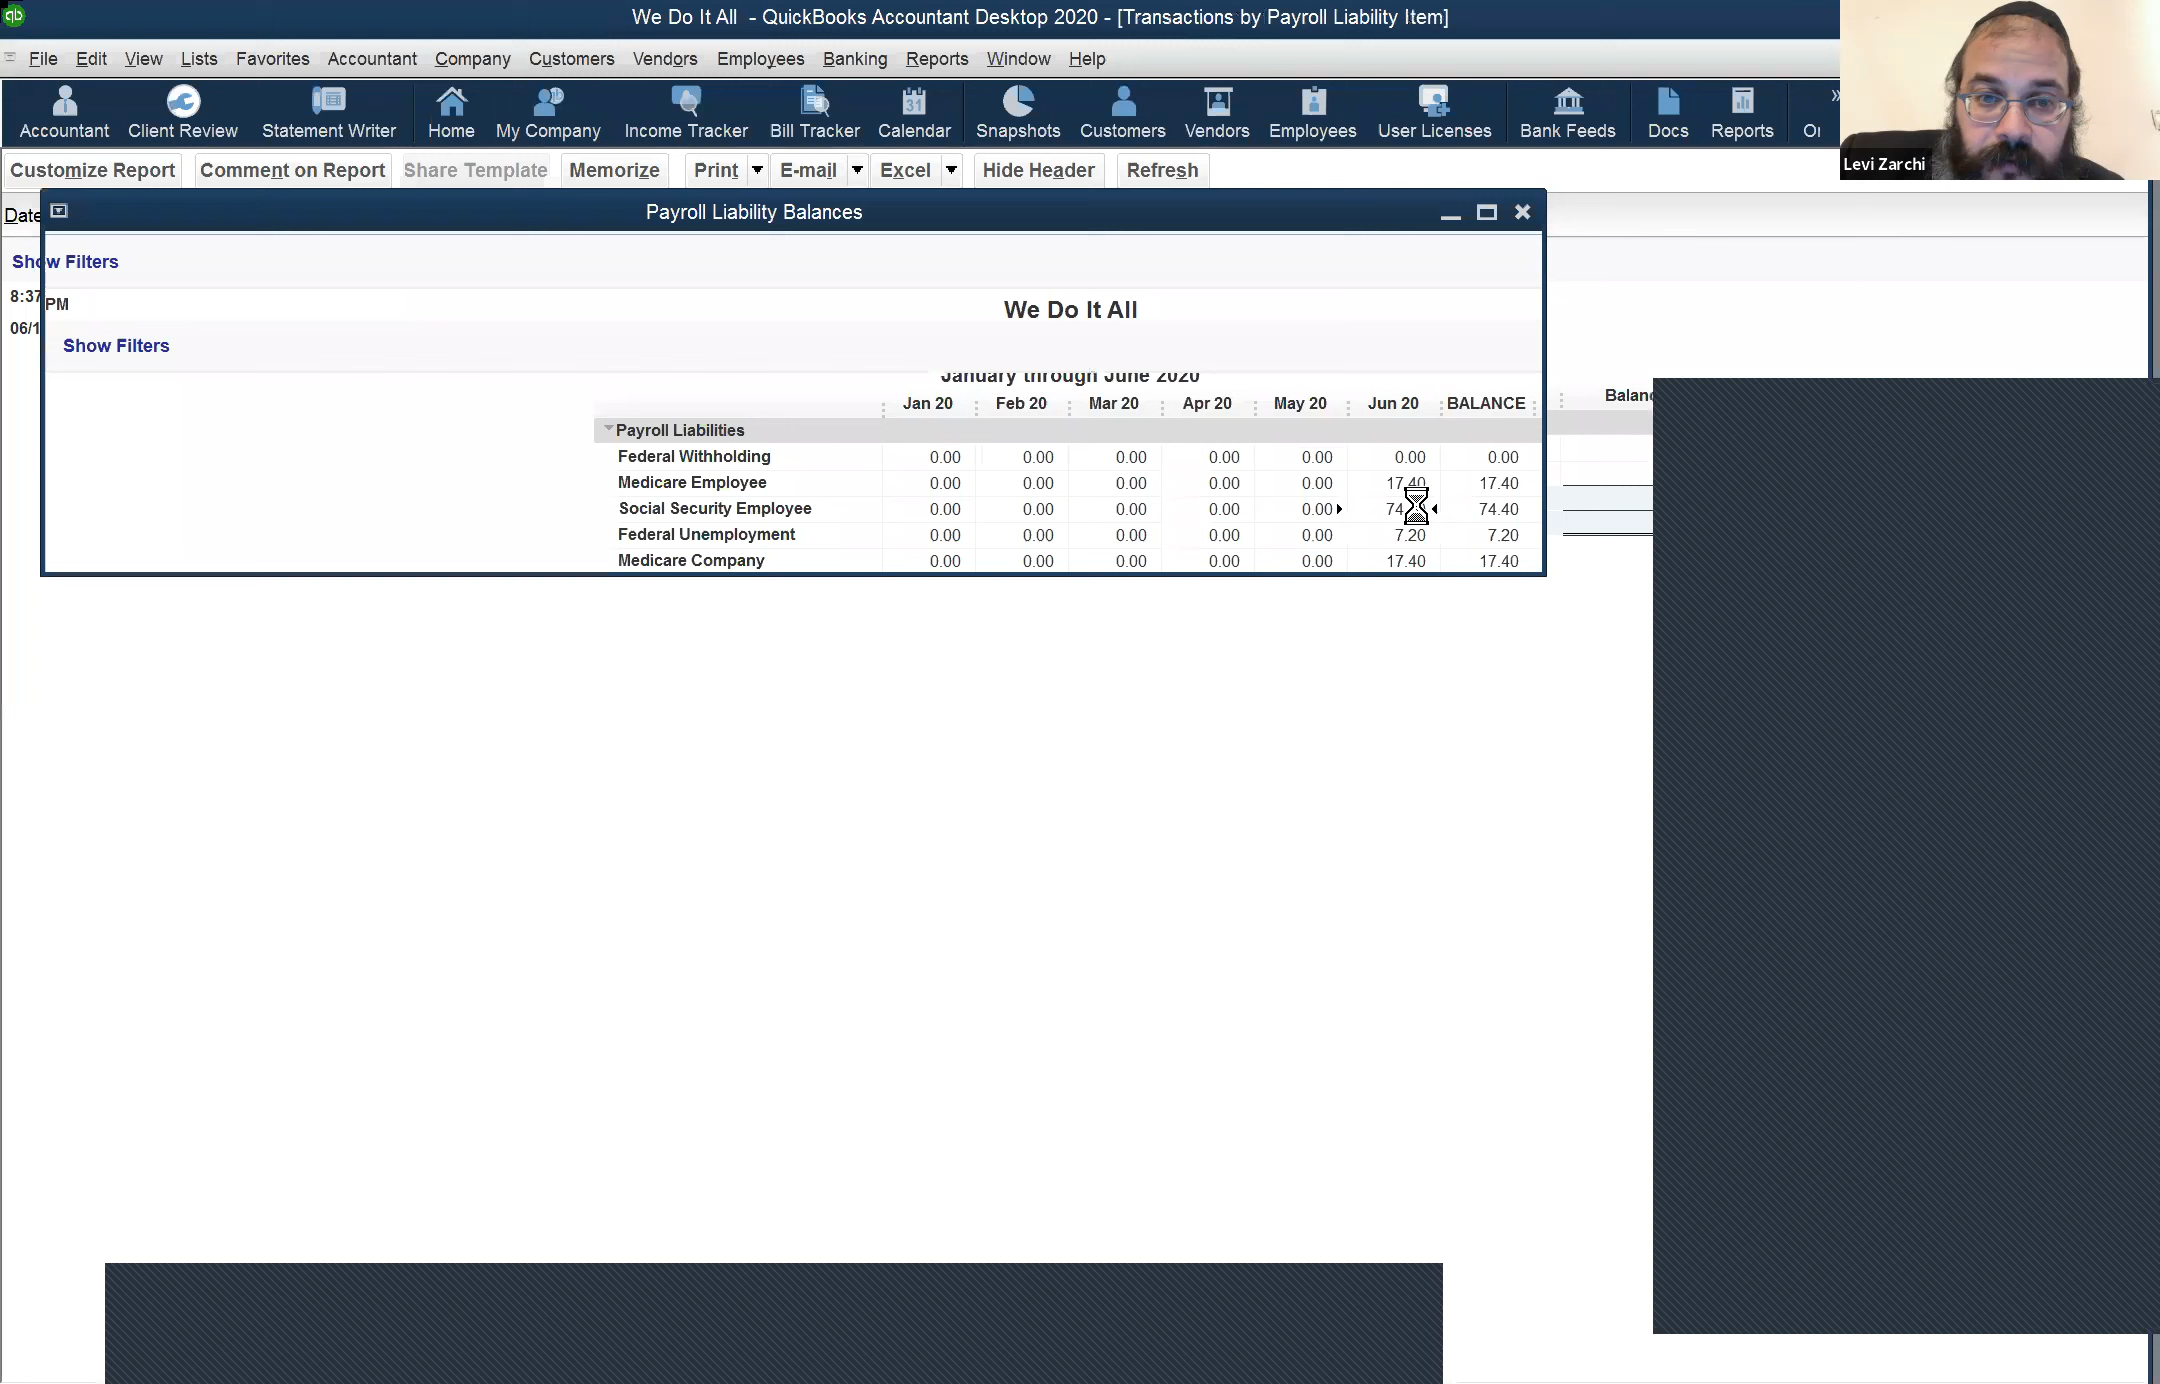 We Do It All - QuickBooks Accountant Desktop 2020 - [Transactions by Payroll Liability Item]
File Edit View Lists Favorites Accountant Company Customers Vendors Employees Banking Reports Window Help
Accountant Client Review Statement Writer Home My Company Income Tracker Bill Tracker Calendar Snapshots Customers Vendors Employees User Licenses Bank Feeds Docs Reports
Levi Zarchi
Customize Report Comment on Report Share Template Memorize Print E-mail Excel Hide Header Refresh
Date
Payroll Liability Balances
Show Filters
8:37 PM
We Do It All
06/1
Show Filters
January through June 2020
Jan 20 Feb 20 Mar 20 Apr 20 May 20 Jun 20 BALANCE
Payroll Liabilities
Federal Withholding 0.00 0.00 0.00 0.00 0.00 0.00 0.00
Medicare Employee 0.00 0.00 0.00 0.00 0.00 17.40 17.40
Social Security Employee 0.00 0.00 0.00 0.00 0.00 74. 74.40
Federal Unemployment 0.00 0.00 0.00 0.00 0.00 7.20 7.20
Medicare Company 0.00 0.00 0.00 0.00 0.00 17.40 17.40